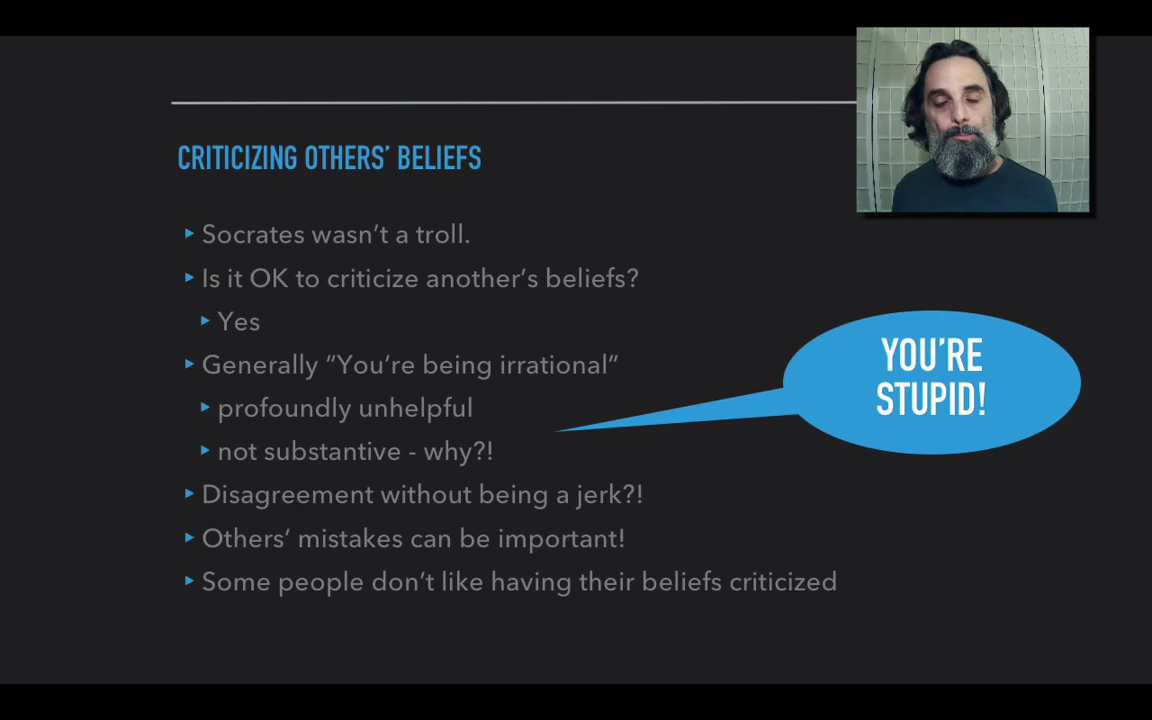 CRITICIZING OTHERS’ BELIEFS
Socrates wasn’t a troll.
Is it OK to criticize another’s beliefs?
Yes
Generally “You’re being irrational”
profoundly unhelpful
not substantive - why?!
Disagreement without being a jerk?!
Others’ mistakes can be important!
Some people don’t like having their beliefs criticized
YOU’RE
STUPID!